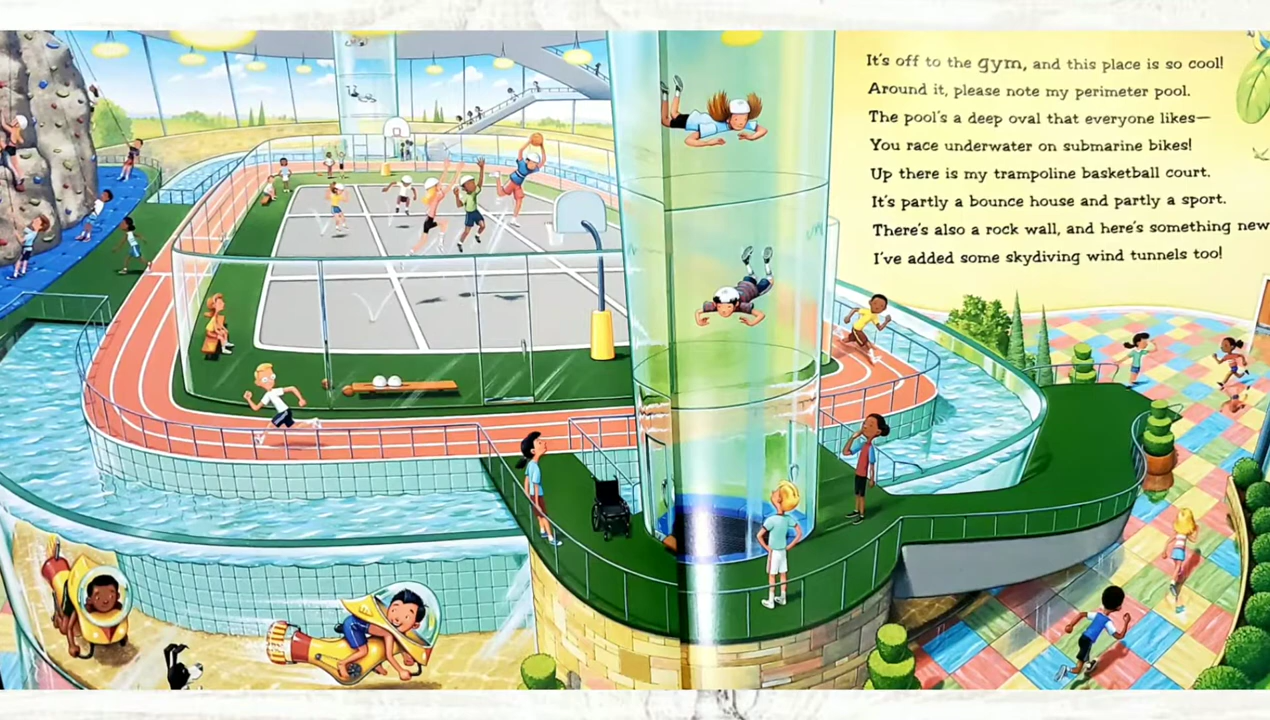 It's off to the gym, and this place is so cool!
Around it, please note my perimeter pool.
The pool's a deep oval that everyone likes—
You race underwater on submarine bikes!
Up there is my trampoline basketball court.
It's partly a bounce house and partly a sport.
There's also a rock wall, and here's something new
I've added some skydiving wind tunnels too!